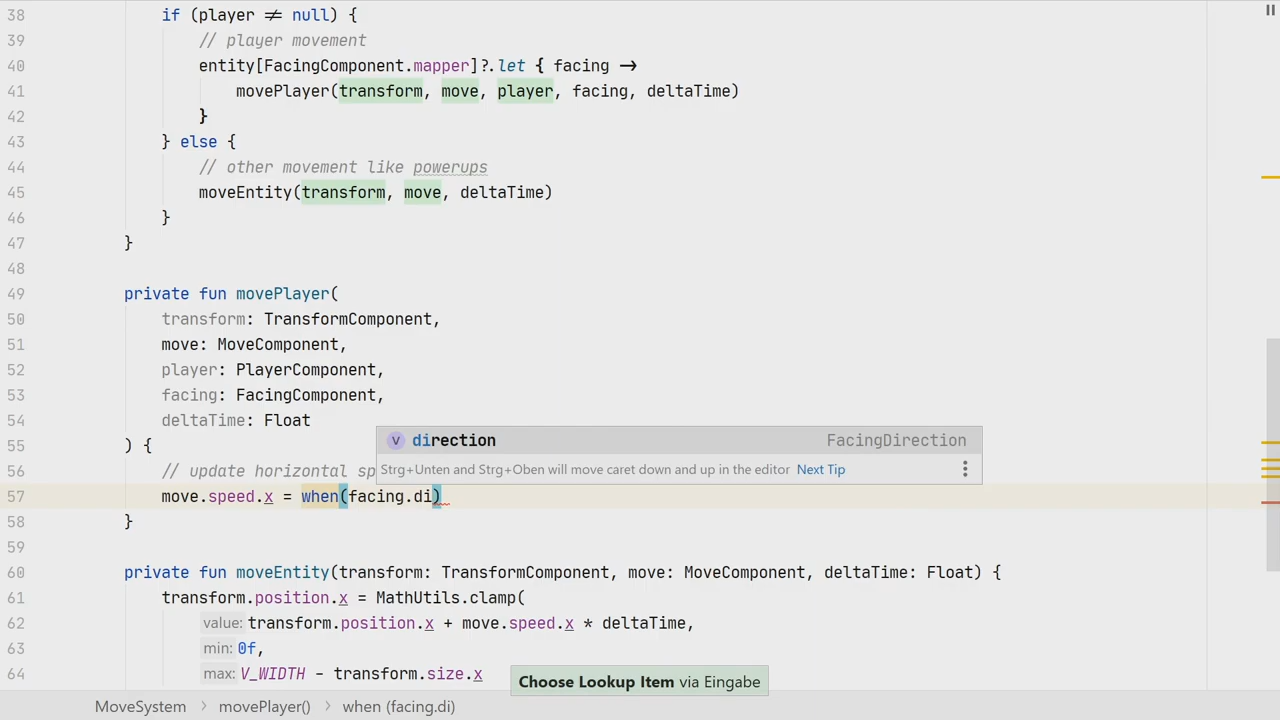 38 if (player ≠ null) {
39 // player movement
40 entity[FacingComponent.mapper]?.let { facing →
41 movePlayer(transform, move, player, facing, deltaTime)
42 }
43 } else {
44 // other movement like powerups
45 moveEntity(transform, move, deltaTime)
46 }
47 }
48
49 private fun movePlayer(
50 transform: TransformComponent,
51 move: MoveComponent,
52 player: PlayerComponent,
53 facing: FacingComponent,
54 deltaTime: Float
55 ) {
v direction FacingDirection
Strg+Unten and Strg+Oben will move caret down and up in the editor Next Tip
56 // update horizontal sp
57 move.speed.x = when(facing.di)
58 }
59
60 private fun moveEntity(transform: TransformComponent, move: MoveComponent, deltaTime: Float) {
61 transform.position.x = MathUtils.clamp(
62 value: transform.position.x + move.speed.x * deltaTime,
63 min: 0f,
64 max: V_WIDTH - transform.size.x
Choose Lookup Item via Eingabe
MoveSystem > movePlayer() > when (facing.di)